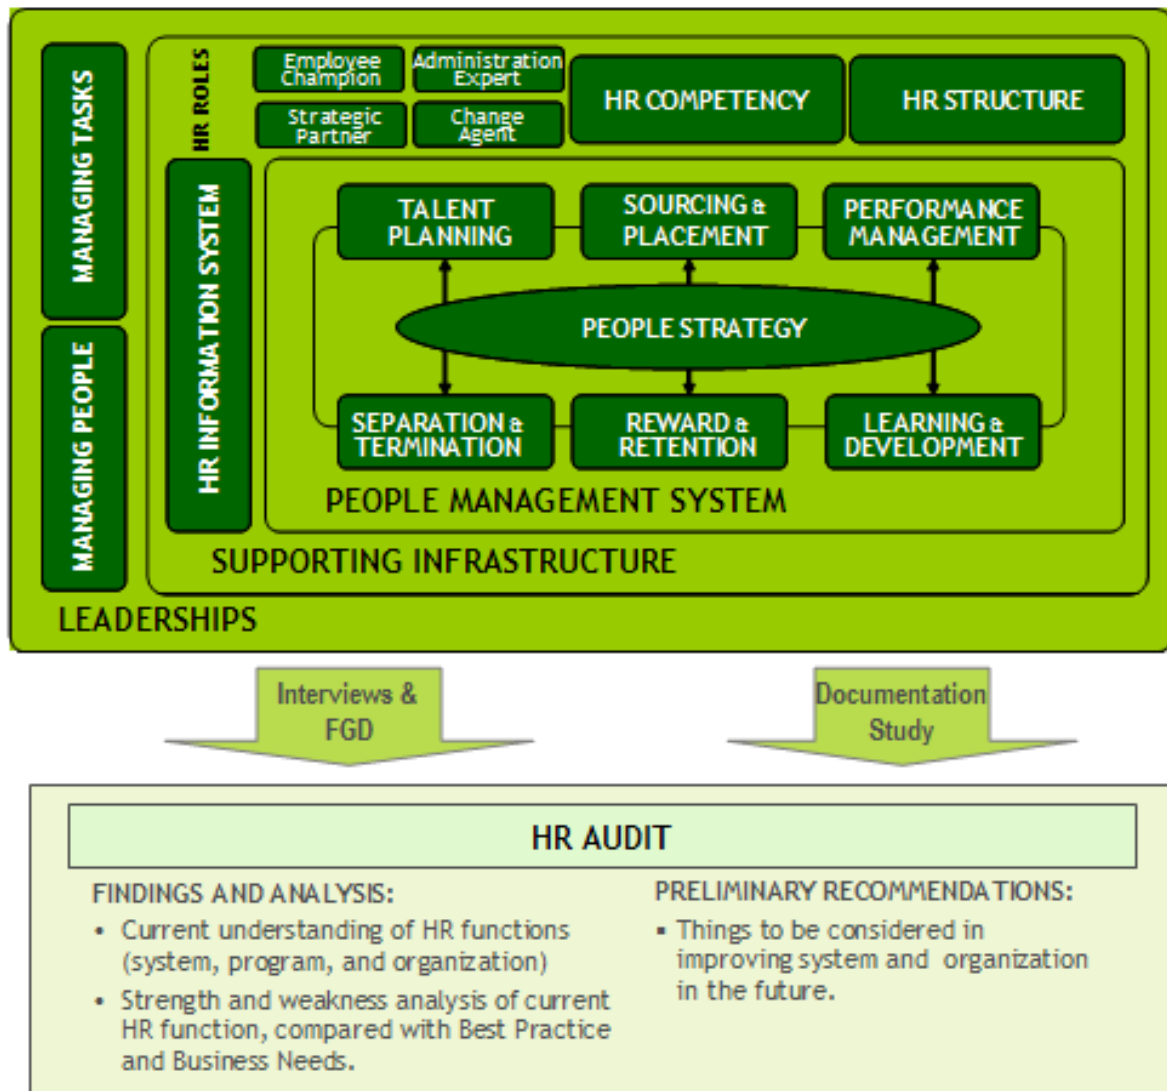 MANAGING TASKS
MANAGING PEOPLE
HR ROLES
Employee
Champion
Administration
Expert
Strategic
Partner
Change
Agent
HR COMPETENCY
HR STRUCTURE
HR INFORMATION SYSTEM
TALENT
PLANNING
SOURCING &
PLACEMENT
PERFORMANCE
MANAGEMENT
PEOPLE STRATEGY
SEPARATION &
TERMINATION
REWARD &
RETENTION
LEARNING &
DEVELOPMENT
PEOPLE MANAGEMENT SYSTEM
SUPPORTING INFRASTRUCTURE
LEADERSHIPS
Interviews &
FGD
Documentation
Study
HR AUDIT
FINDINGS AND ANALYSIS:
• Current understanding of HR functions
(system, program, and organization)
• Strength and weakness analysis of current
HR function, compared with Best Practice
and Business Needs.
PRELIMINARY RECOMMENDATIONS:
▪ Things to be considered in
improving system and organization
in the future.